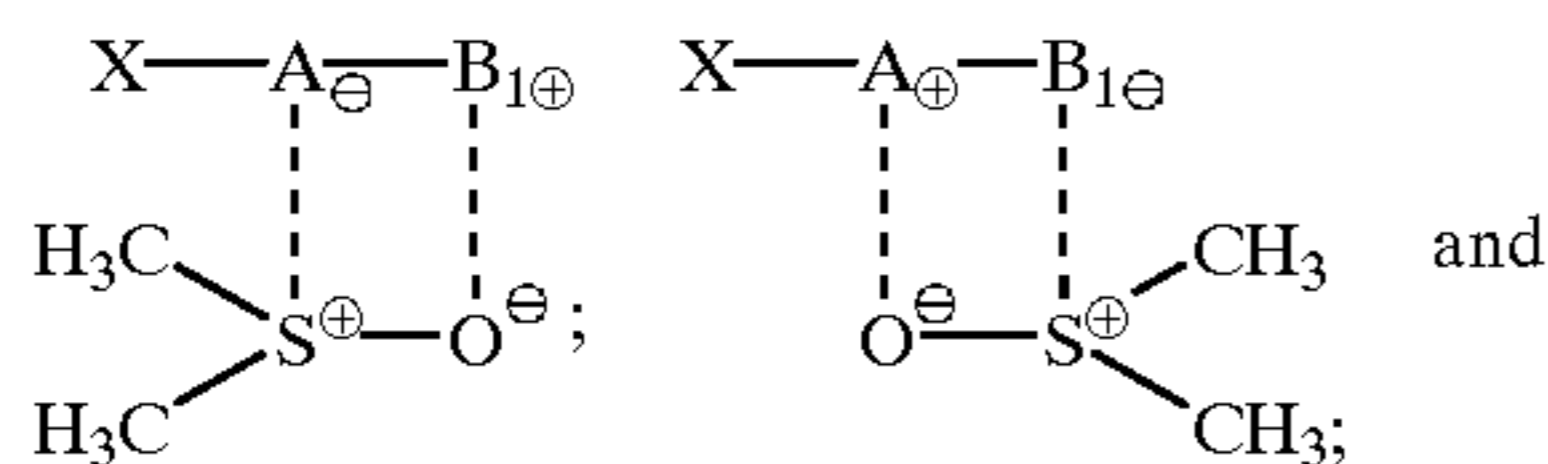 X—A⊖—B₁⊕ X—A⊕—B₁⊖
H₃C CH₃ and
S⊕—O⊖; O⊖—S⊕
H₃C CH₃;